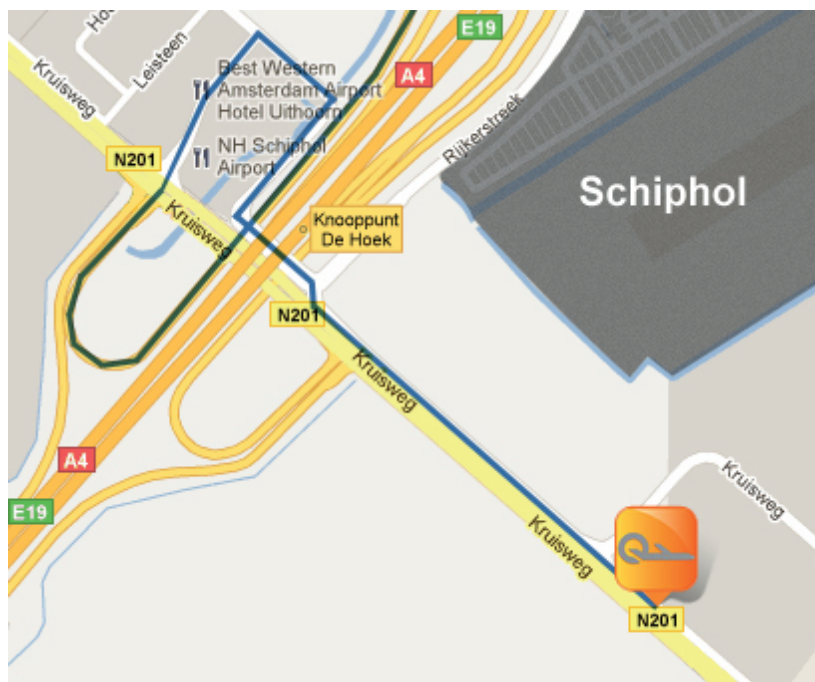 Hoo
E19
Kruisweg
Leisteen
Best Western
Amsterdam Airport
Hotel Uithoorn
A4
N201
NH Schiphol
Airport
Rijkerstreek
Schiphol
Kruisweg
Knooppunt
De Hoek
N201
Kruisweg
A4
Kruisweg
E19
Kruisweg
N201